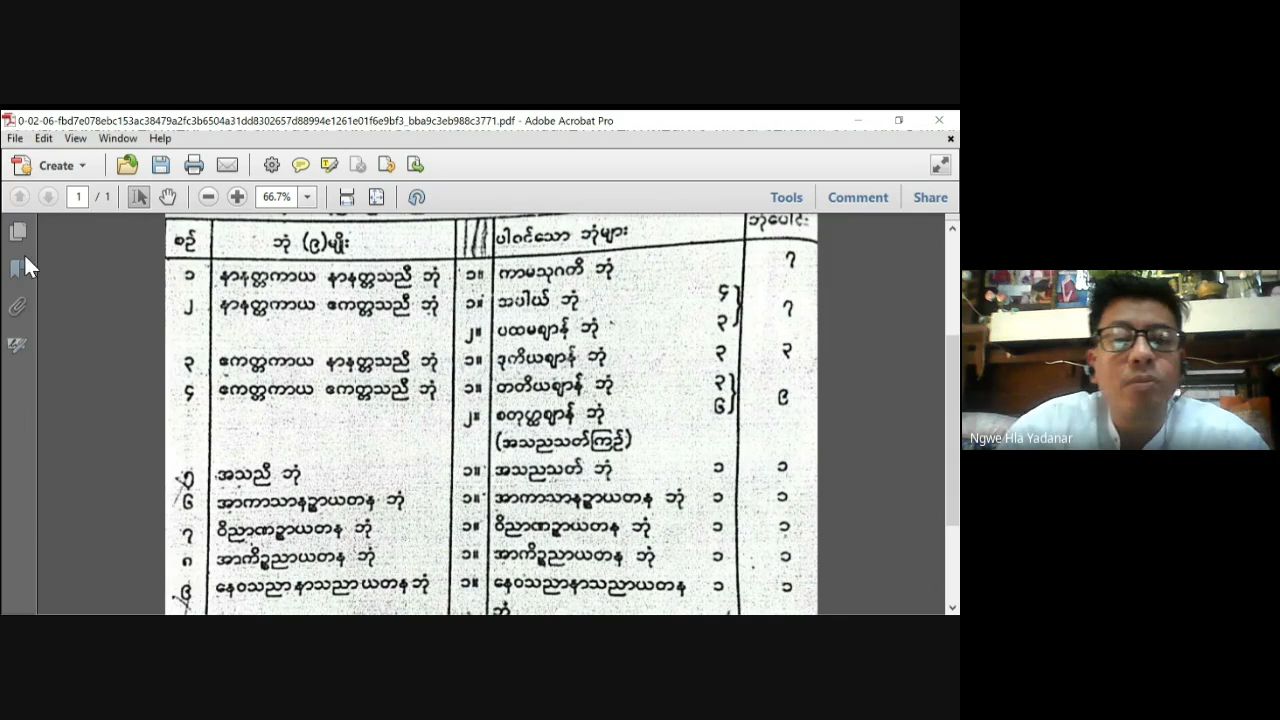 0-02-06-fbd7e078ebc153ac38479a2fc3b6504a31dd8302657d88994e1261e01f6e9bf3_bba9c3eb988c3771.pdf - Adobe Acrobat Pro
File Edit View Window Help
Create
1 / 1 66.7% Tools Comment Share
စဉ် ဘုံ (၉)မျိုး ပါဝင်သော ဘုံများ ဘုံပေါင်း
၁ နာနတ္တကာယ နာနတ္တသညီ ဘုံ ၁။ ကာမသုဂတိ ဘုံ ၇
၂ နာနတ္တကာယ ဧကတ္တသညီ ဘုံ ၁။ အပါယ် ဘုံ ၄ ၇
၂။ ပထမဈာန် ဘုံ ၃
၃ ဧကတ္တကာယ နာနတ္တသညီ ဘုံ ၁။ ဒုတိယဈာန် ဘုံ ၃ ၃
၄ ဧကတ္တကာယ ဧကတ္တသညီ ဘုံ ၁။ တတိယဈာန် ဘုံ ၃ ၉
၂။ စတုတ္ထဈာန် ဘုံ ၆
(အသညသတ်ကြဉ်)
၅ အသညီ ဘုံ ၁။ အသညသတ် ဘုံ ၁ ၁
၆ အာကာသာနဉ္စာယတန ဘုံ ၁။ အာကာသာနဉ္စာယတန ဘုံ ၁ ၁
၇ ဝိညာဏဉ္စာယတန ဘုံ ၁။ ဝိညာဏဉ္စာယတန ဘုံ ၁ ၁
၈ အာကိဉ္စညာယတန ဘုံ ၁။ အာကိဉ္စညာယတန ဘုံ ၁ ၁
၉ နေဝသညာနာသညာယတနဘုံ ၁။ နေဝသညာနာသညာယတန ၁ ၁
ဘုံ
Ngwe Hla Yadanar